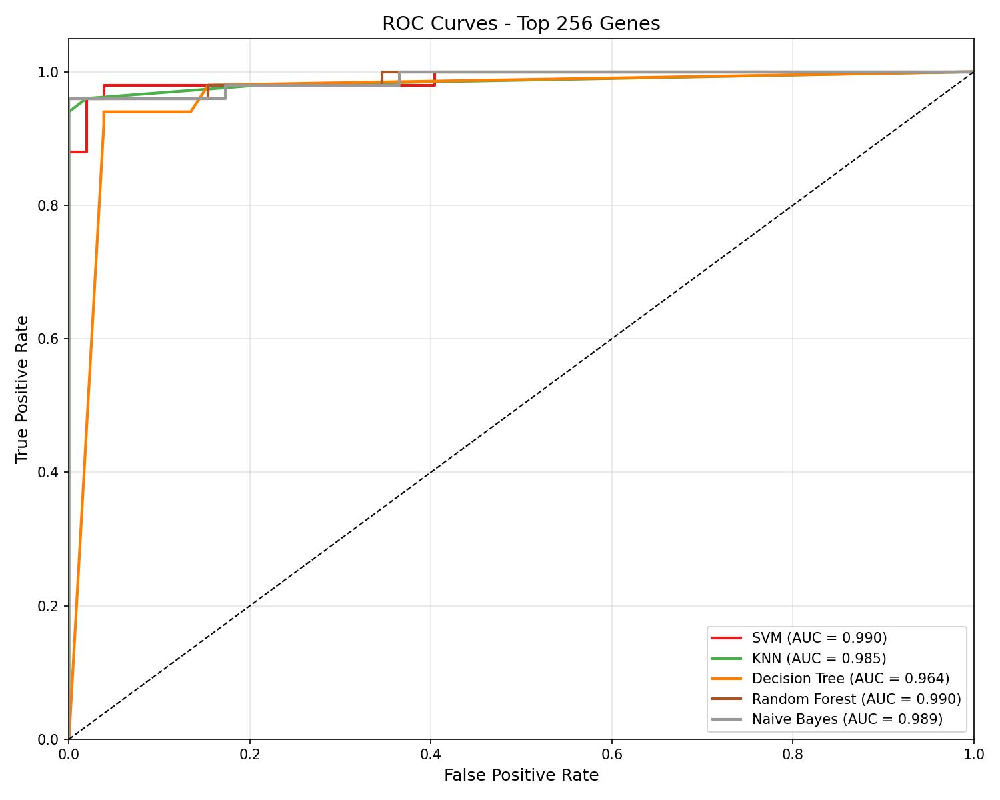 ROC Curves - Top 256 Genes
True Positive Rate
1.0
0.8
0.6
0.4
0.2
0.0
0.0 0.2 0.4 0.6 0.8 1.0
False Positive Rate
SVM (AUC = 0.990)
KNN (AUC = 0.985)
Decision Tree (AUC = 0.964)
Random Forest (AUC = 0.990)
Naive Bayes (AUC = 0.989)